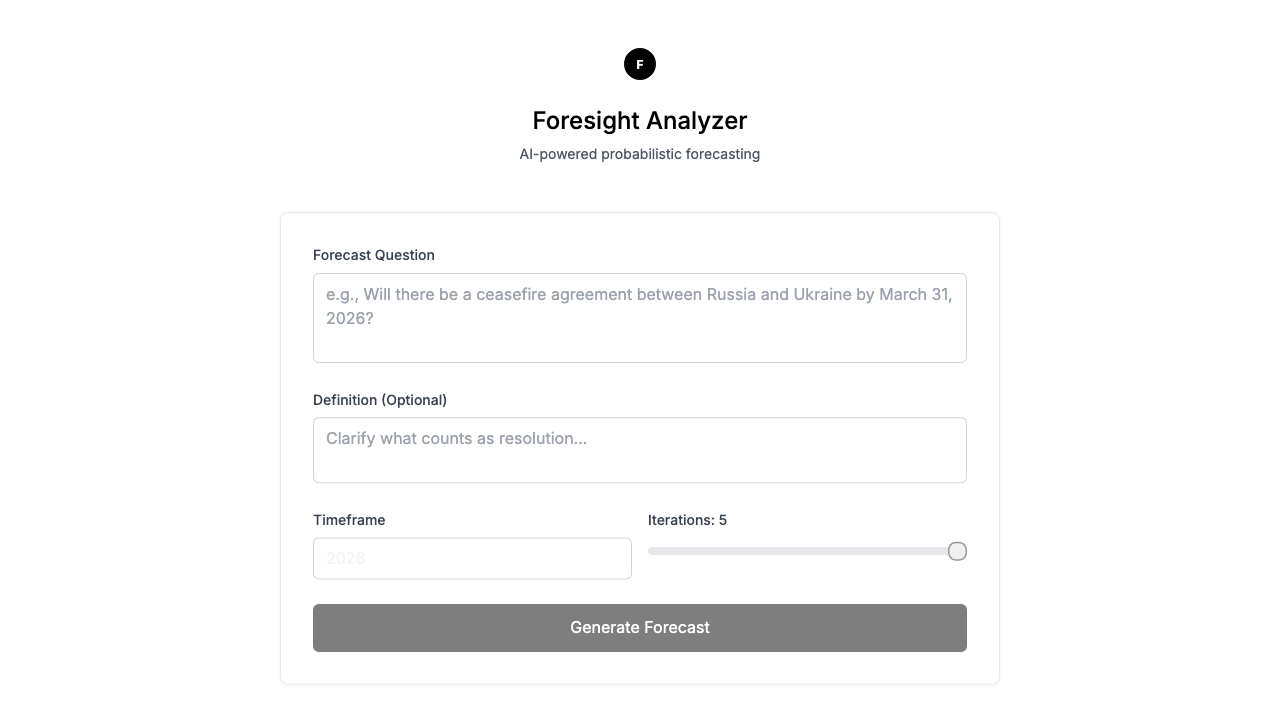 F
Foresight Analyzer
AI-powered probabilistic forecasting
Forecast Question
e.g., Will there be a ceasefire agreement between Russia and Ukraine by March 31,
2026?
Definition (Optional)
Clarify what counts as resolution...
Timeframe
Iterations: 5
2026
Generate Forecast